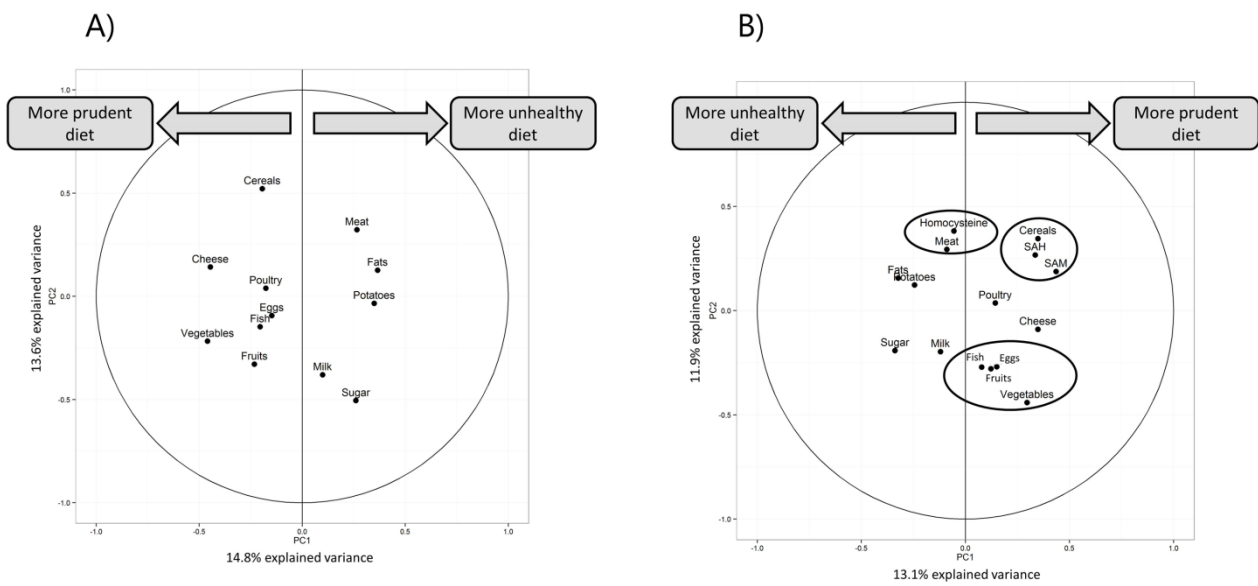 A)
More prudent
diet
More unhealthy
diet
1.0
0.5
0.0
-0.5
-1.0
PC2
13.6% explained variance
Cereals
Meat
Cheese
Fats
Poultry
Potatoes
Eggs
Fish
Vegetables
Fruits
Milk
Sugar
-1.0
-0.5
0.0
0.5
1.0
PC1
14.8% explained variance
B)
More unhealthy
diet
More prudent
diet
1.0
0.5
0.0
-0.5
-1.0
PC2
11.9% explained variance
Homocysteine
Meat
Cereals
SAH
SAM
Fats
Potatoes
Poultry
Cheese
Sugar
Milk
Fish
Eggs
Fruits
Vegetables
-1.0
-0.5
0.0
0.5
1.0
PC1
13.1% explained variance